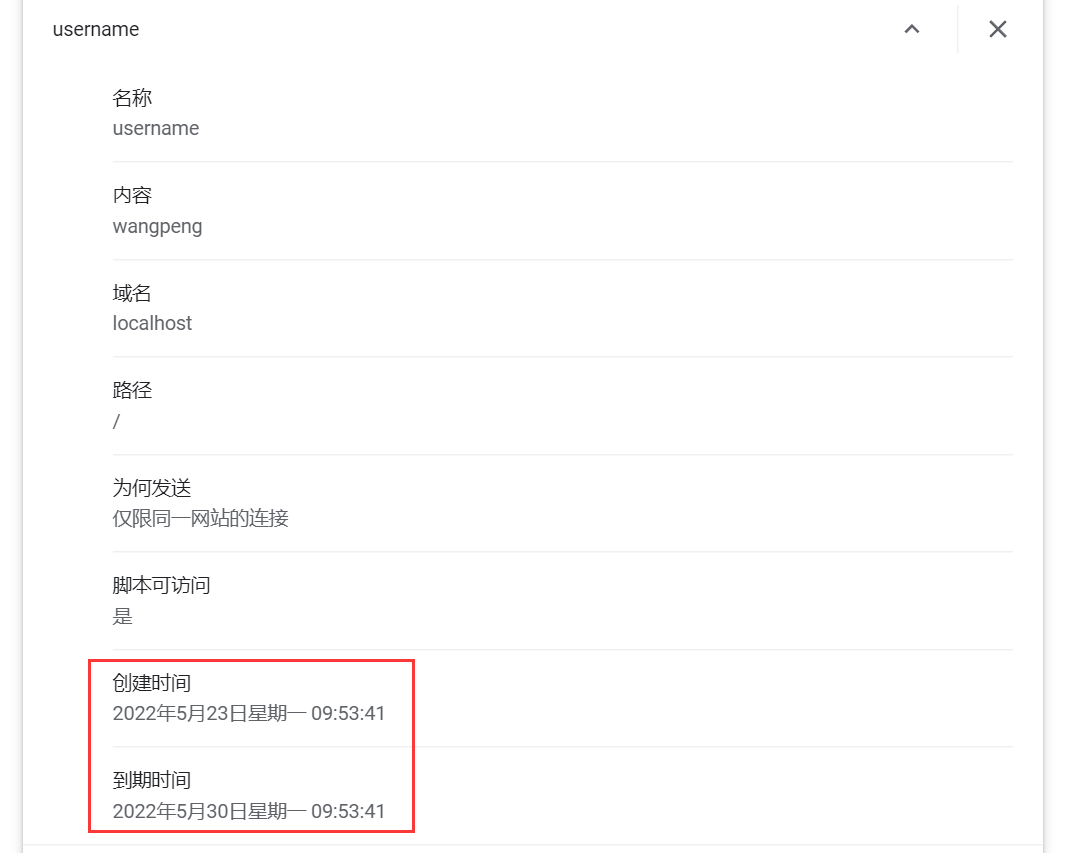 username
名称
username
内容
wangpeng
域名
localhost
路径
/
为何发送
仅限同一网站的连接
脚本可访问
是
创建时间
2022年5月23日星期一 09:53:41
到期时间
2022年5月30日星期一 09:53:41